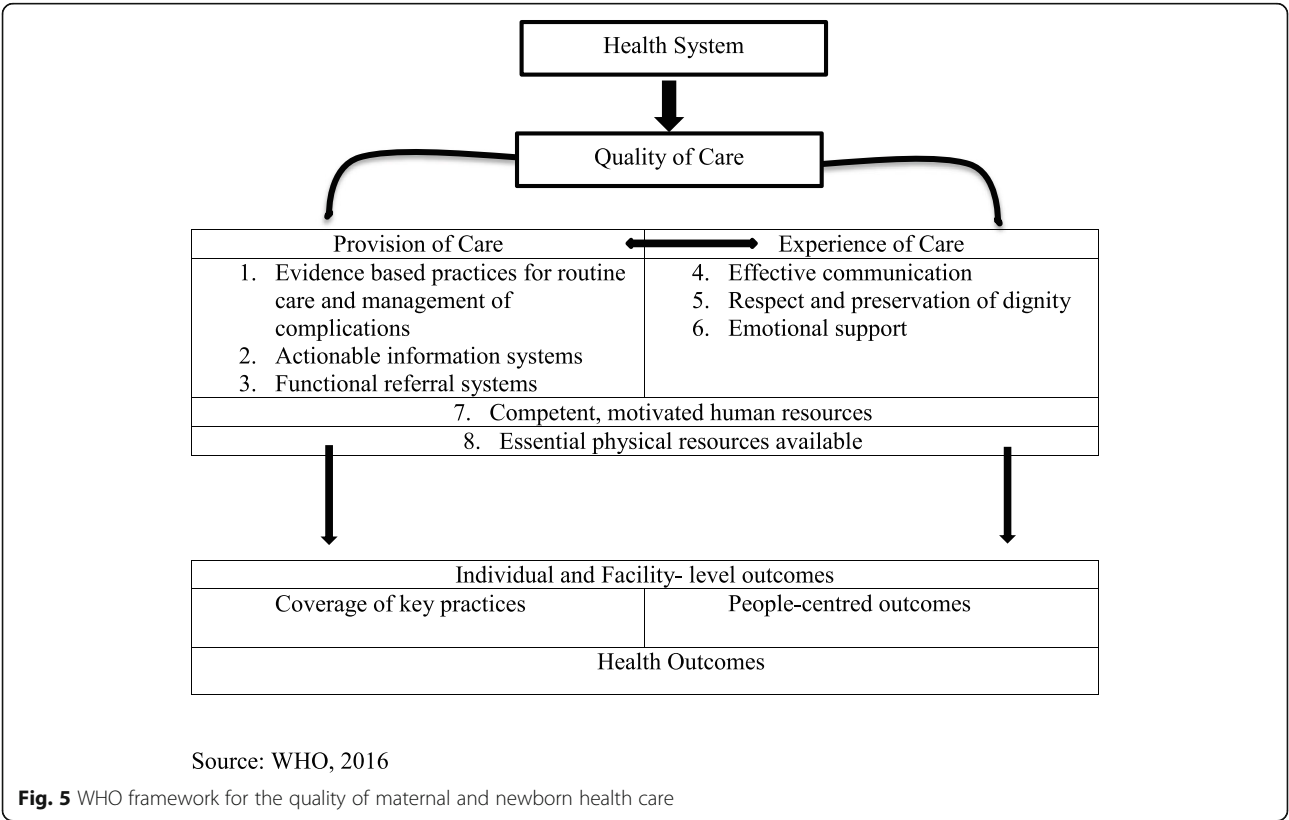 Health System
Quality of Care
Provision of Care
1. Evidence based practices for routine
care and management of
complications
2. Actionable information systems
3. Functional referral systems
Experience of Care
4. Effective communication
5. Respect and preservation of dignity
6. Emotional support
7. Competent, motivated human resources
8. Essential physical resources available
Individual and Facility- level outcomes
Coverage of key practices
People-centred outcomes
Health Outcomes
Source: WHO, 2016
Fig. 5 WHO framework for the quality of maternal and newborn health care